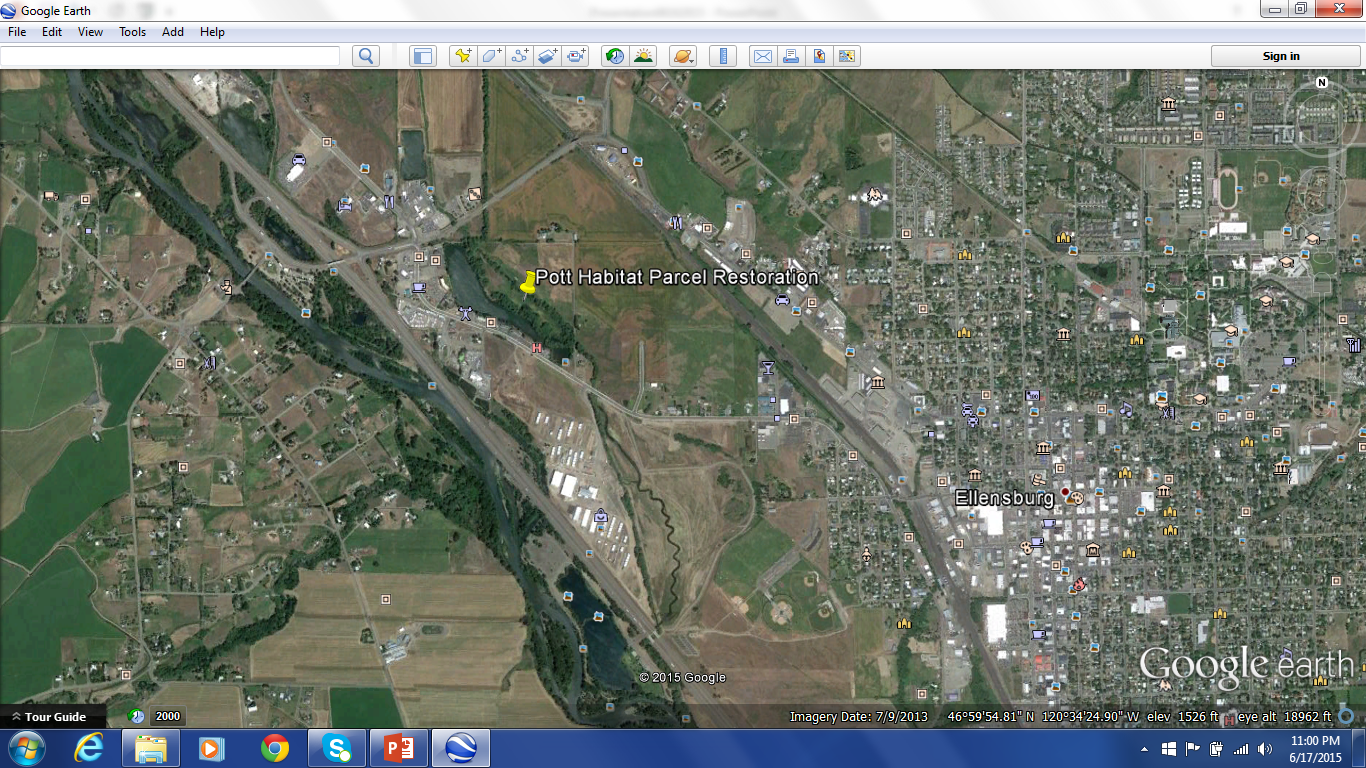 Google Earth
File Edit View Tools Add Help
Sign in
N
Pott Habitat Parcel Restoration
H
Ellensburg
Google earth
© 2015 Google
Tour Guide
2000
Imagery Date: 7/9/2013 46°59'54.81" N 120°34'24.90" W elev 1526 ft eye alt 18962 ft
11:00 PM
6/17/2015